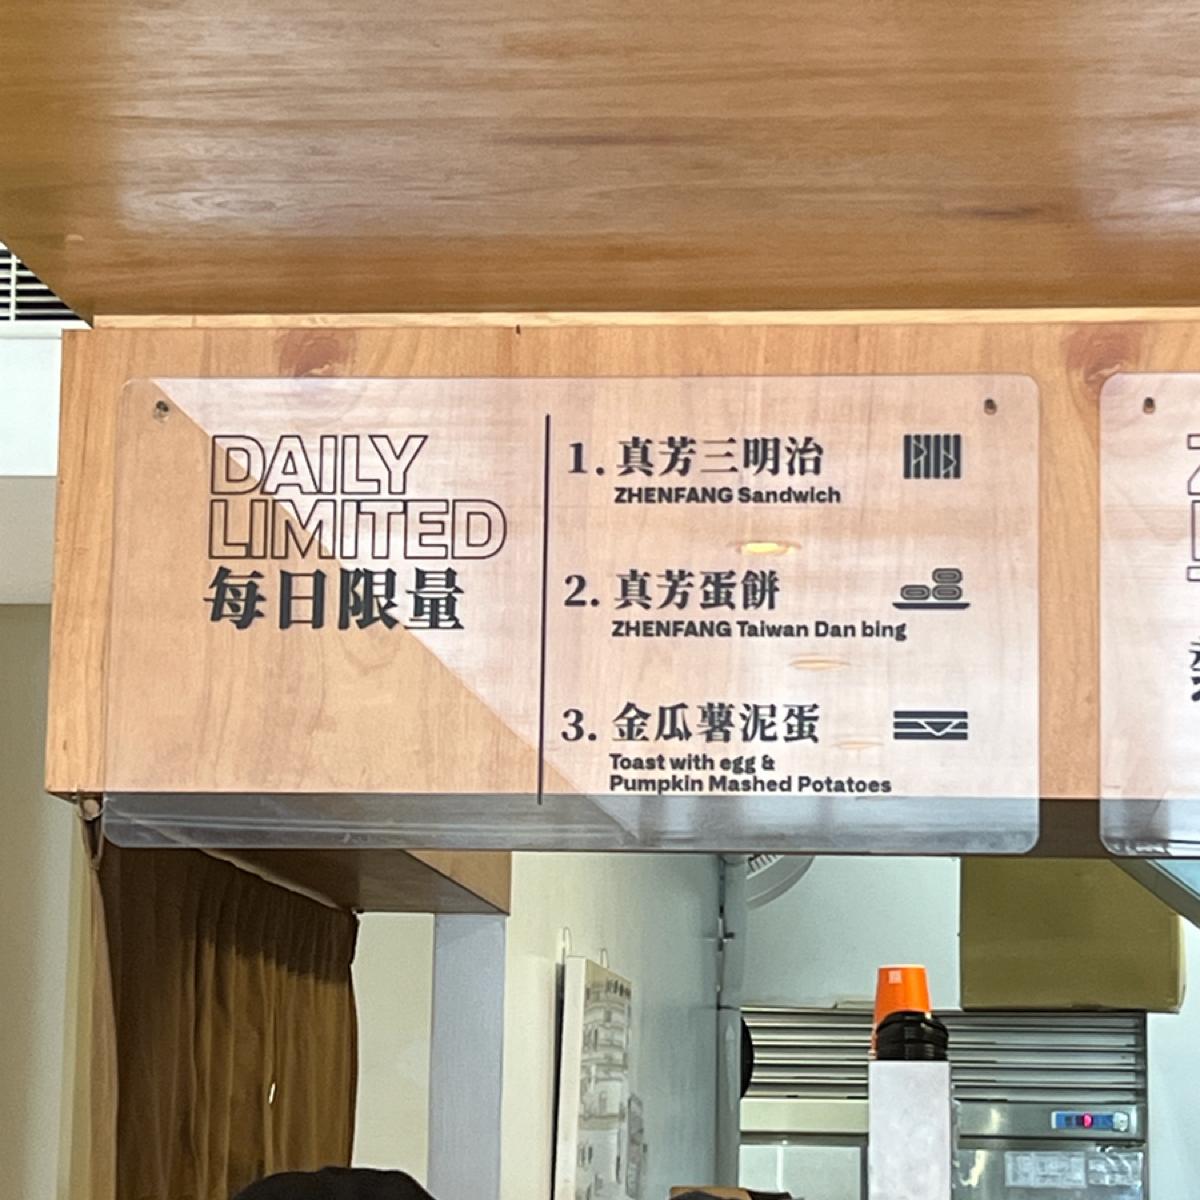 DAILY
LIMITED
每日限量
1. 真芳三明治
ZHENFANG Sandwich
2. 真芳蛋餅
ZHENFANG Taiwan Dan bing
3. 金瓜薯泥蛋
Toast with egg &
Pumpkin Mashed Potatoes